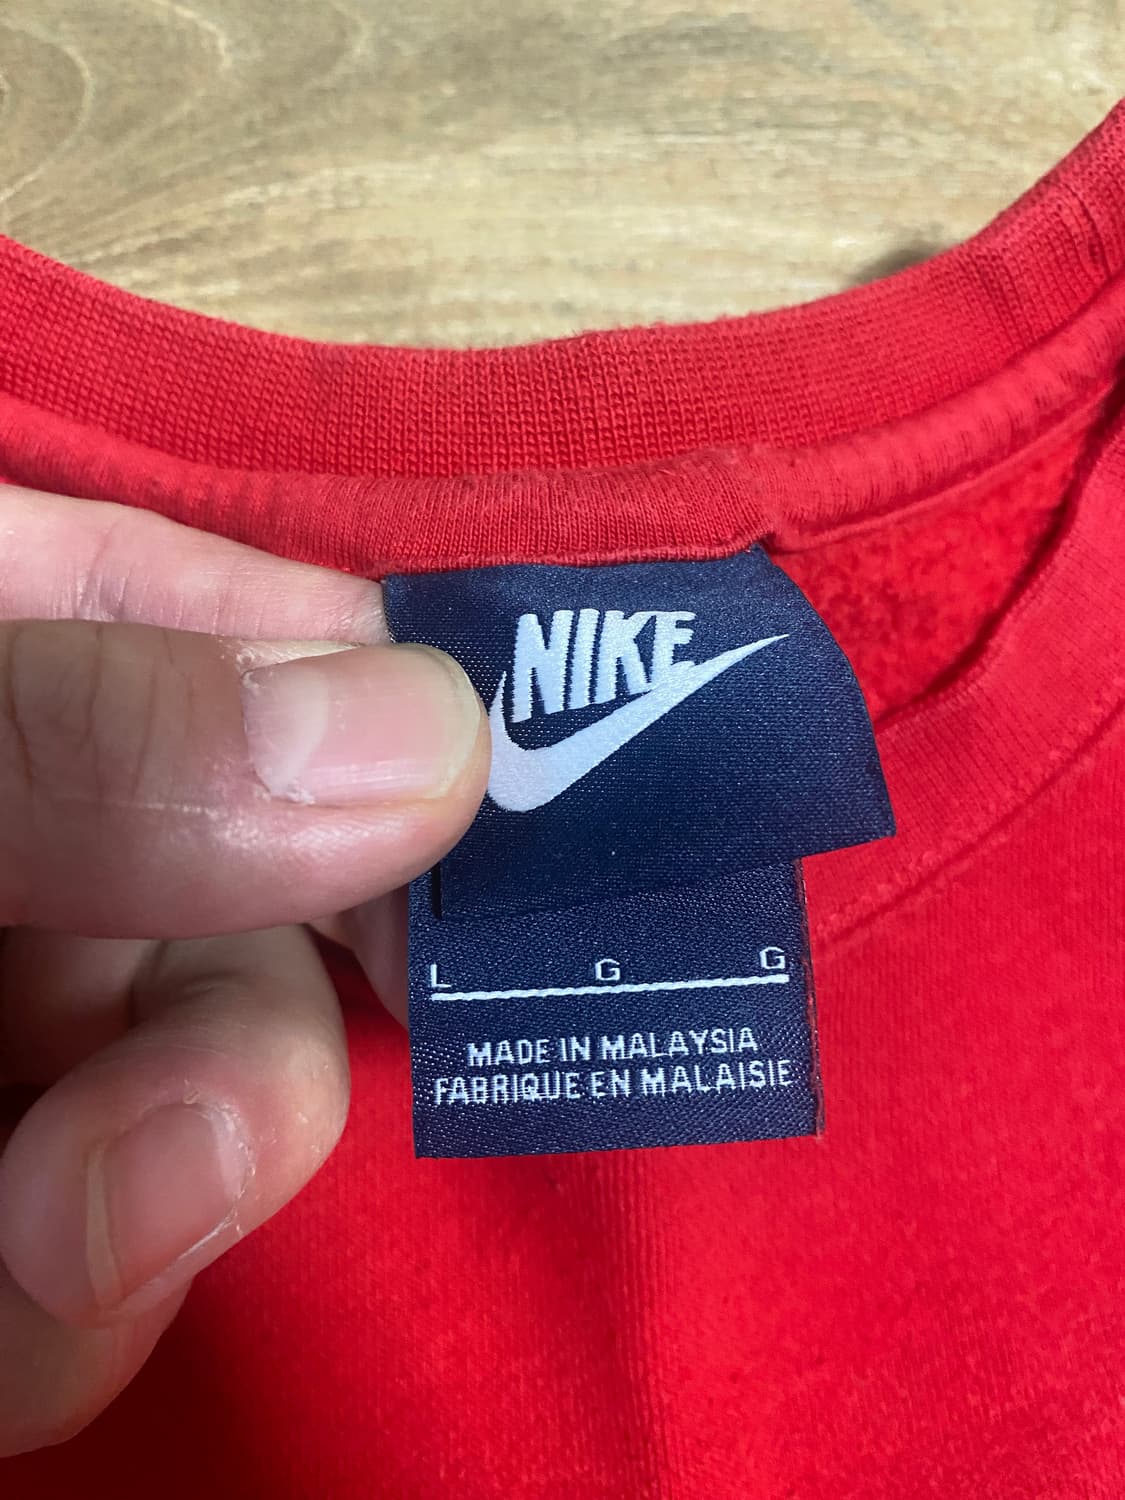 NIKE
L G G
MADE IN MALAYSIA
FABRIQUE EN MALAISIE